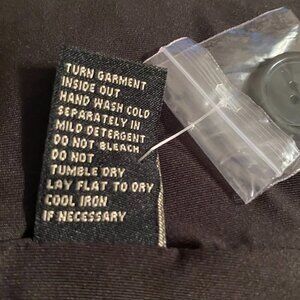 TURN GARMENT
INSIDE OUT
HAND WASH COLD
SEPARATELY IN
MILD DETERGENT
DO NOT BLEACH
DO NOT
TUMBLE DRY
LAY FLAT TO DRY
COOL IRON
IF NECESSARY